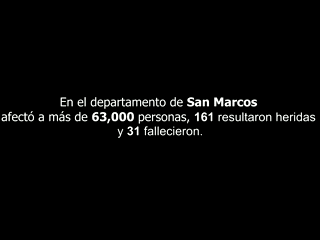 En el departamento de San Marcos
afectó a más de 63,000 personas, 161 resultaron heridas
y 31 fallecieron.